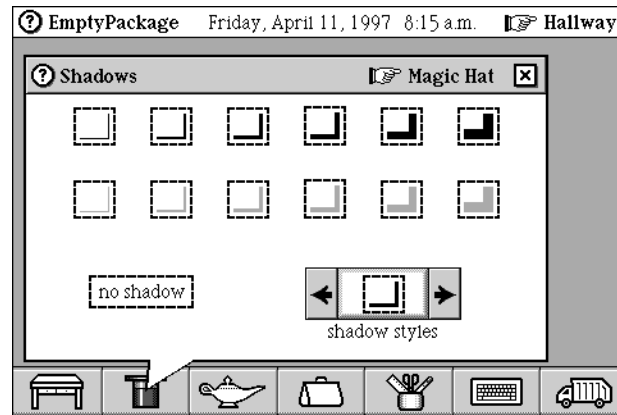 EmptyPackage Friday, April 11, 1997 8:15 a.m. Hallway
Shadows Magic Hat
no shadow
shadow styles